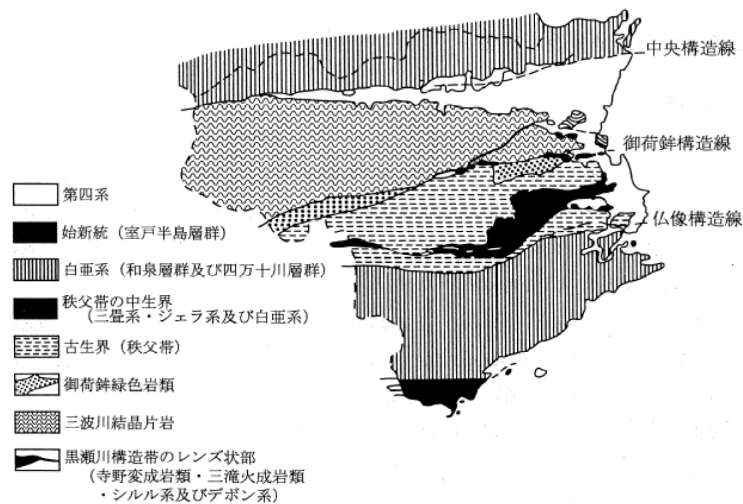 中央構造線
御荷鉾構造線
仏像構造線
第四系
始新統（室戸半島層群）
白亜系（和泉層群及び四万十川層群）
秩父帯の中生界
（三畳系・ジェラ系及び白亜系）
古生界（秩父帯）
御荷鉾緑色岩類
三波川結晶片岩
黒瀬川構造帯のレンズ状部
（寺野変成岩類・三滝火成岩類
・シルル系及びデボン系）